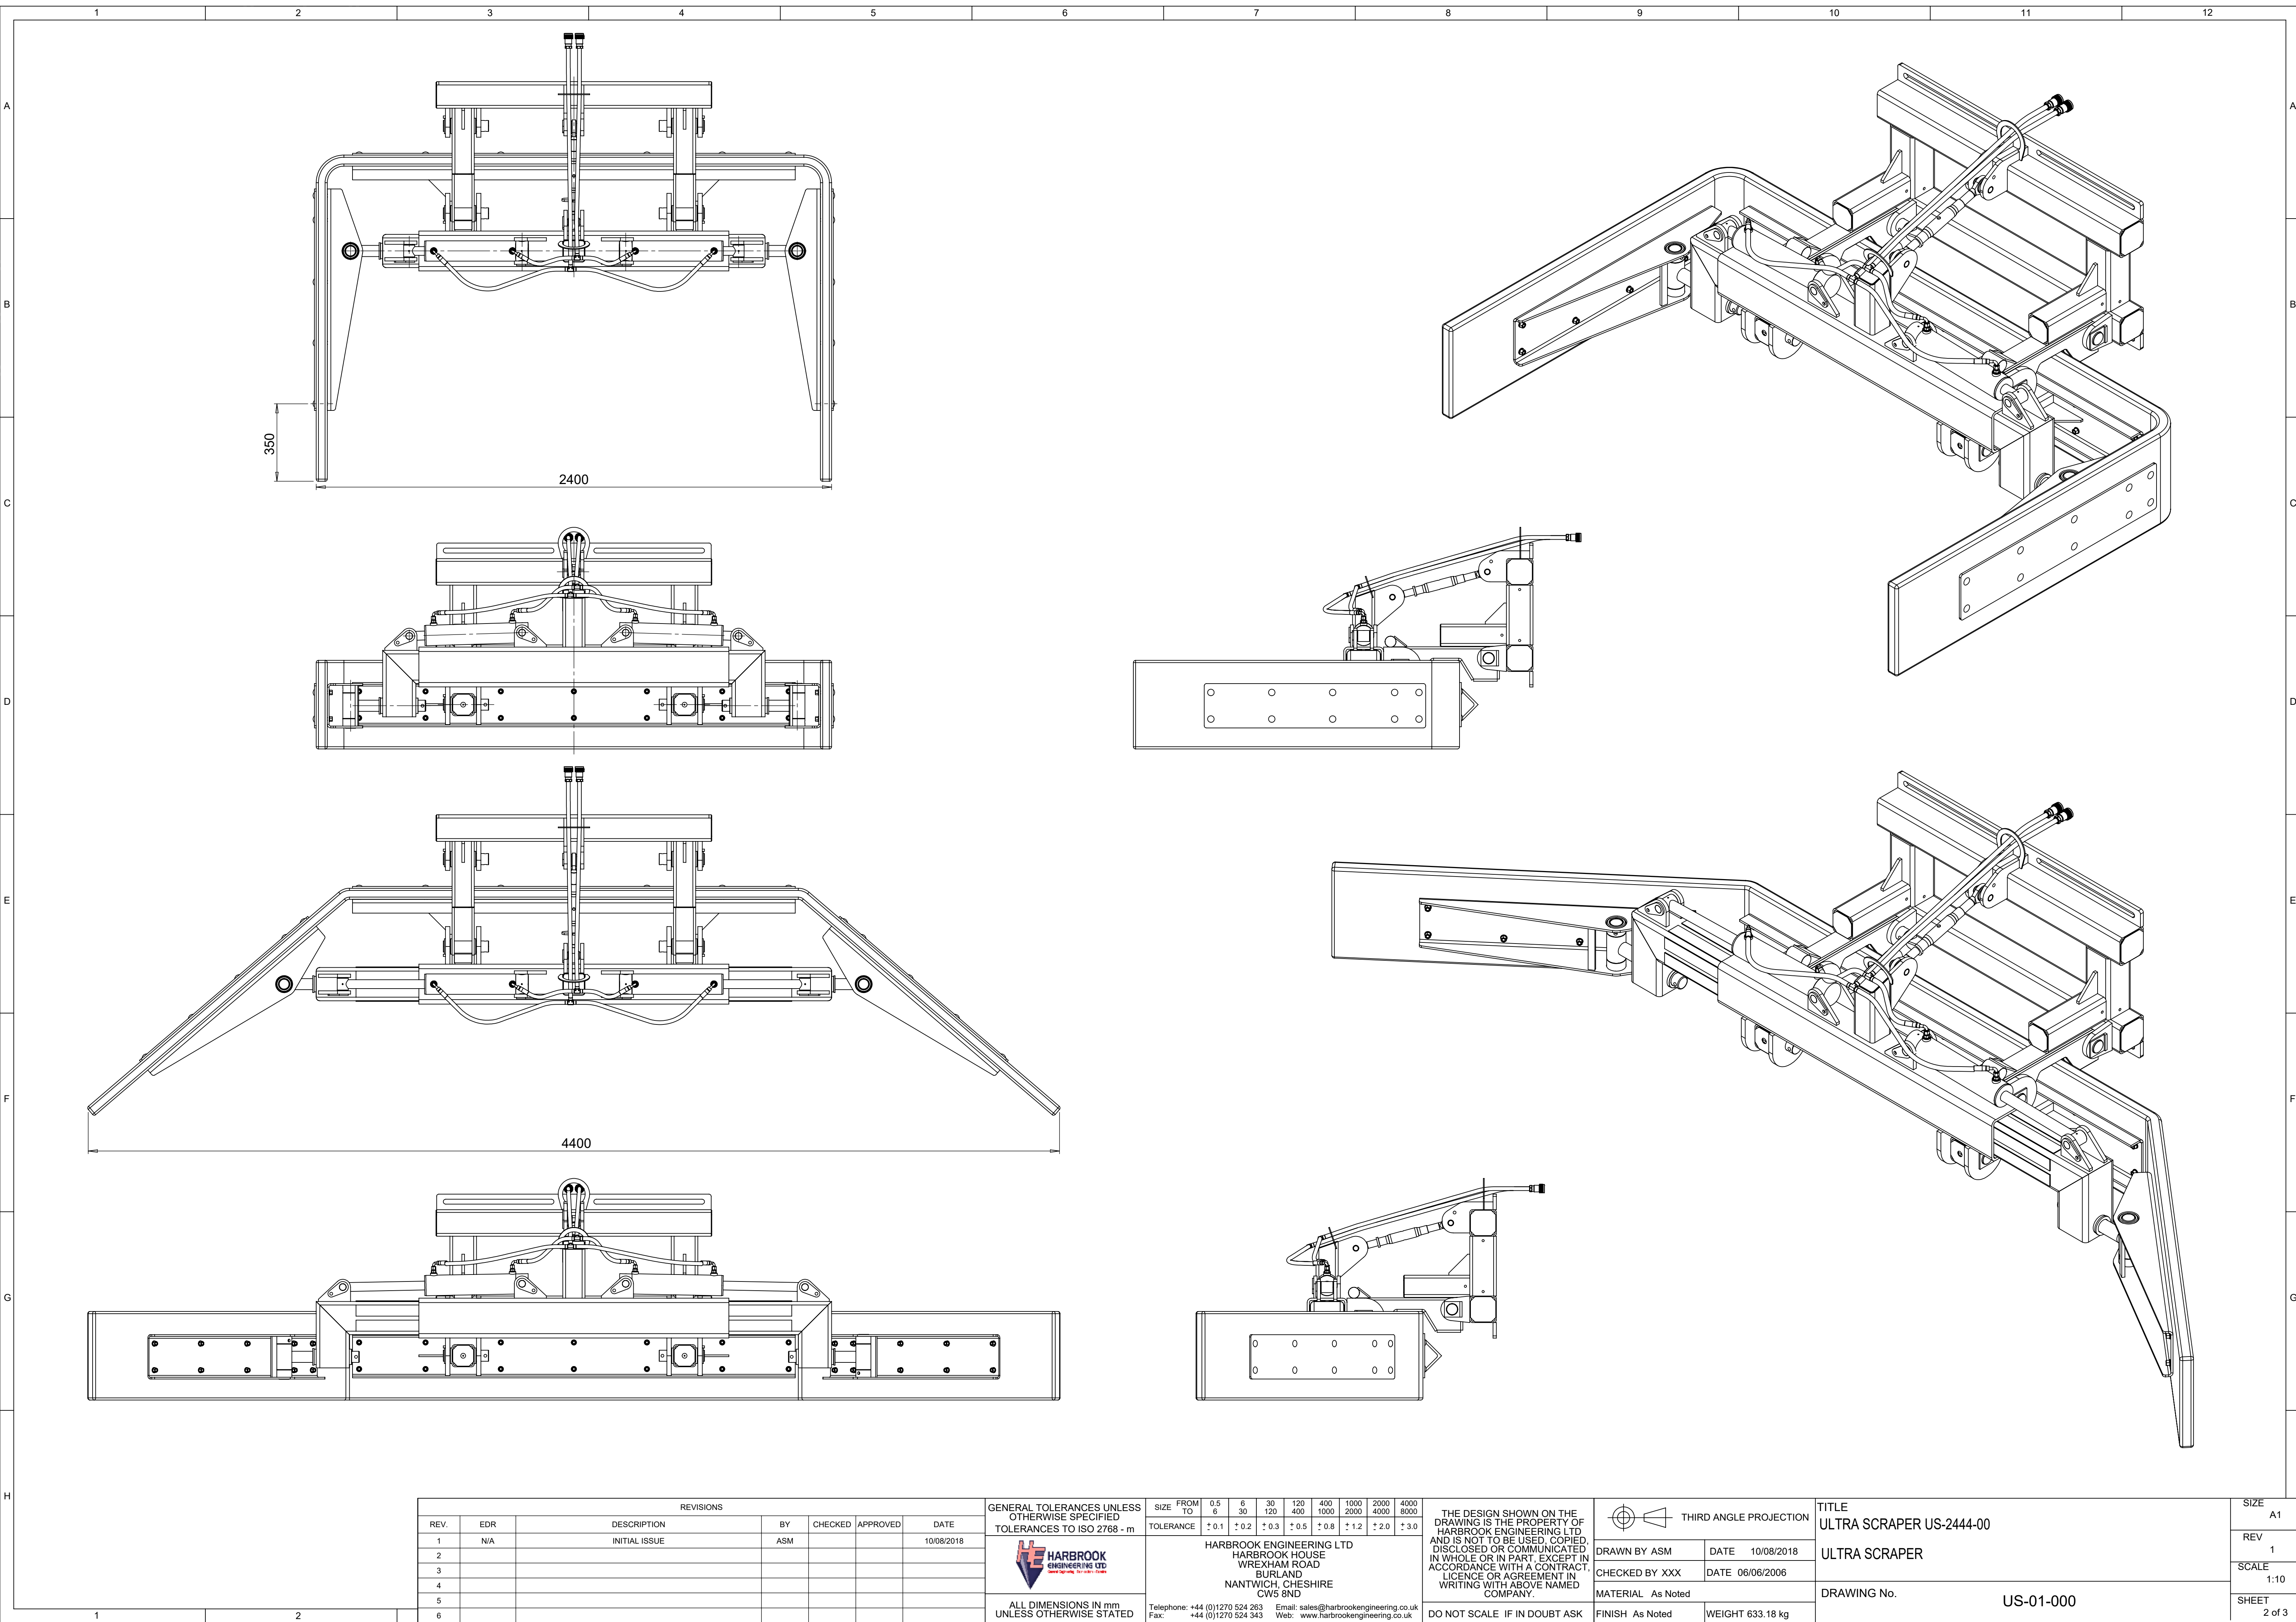 1 2 3 4 5 6 7 8 9 10 11 12
A A
B B
C C
D D
E E
F F
G G
H
350
2400
4400
REVISIONS
REV. EDR DESCRIPTION BY CHECKED APPROVED DATE
1 N/A INITIAL ISSUE ASM 10/08/2018
2
3
4
5
6
GENERAL TOLERANCES UNLESS
OTHERWISE SPECIFIED
TOLERANCES TO ISO 2768 - m
HE HARBROOK
ENGINEERING LTD
ALL DIMENSIONS IN mm
UNLESS OTHERWISE STATED
SIZE FROM 0.5 6 30 120 400 1000 2000 4000
TO 6 30 120 400 1000 2000 4000 8000
TOLERANCE ± 0.1 ± 0.2 ± 0.3 ± 0.5 ± 0.8 ± 1.2 ± 2.0 ± 3.0
HARBROOK ENGINEERING LTD
HARBROOK HOUSE
WREXHAM ROAD
BURLAND
NANTWICH, CHESHIRE
CW5 8ND
Telephone: +44 (0)1270 524 263 Email: sales@harbrookengineering.co.uk
Fax: +44 (0)1270 524 343 Web: www.harbrookengineering.co.uk
THE DESIGN SHOWN ON THE
DRAWING IS THE PROPERTY OF
HARBROOK ENGINEERING LTD
AND IS NOT TO BE USED, COPIED,
DISCLOSED OR COMMUNICATED
IN WHOLE OR IN PART, EXCEPT IN
ACCORDANCE WITH A CONTRACT,
LICENCE OR AGREEMENT IN
WRITING WITH ABOVE NAMED
COMPANY.
DO NOT SCALE IF IN DOUBT ASK
THIRD ANGLE PROJECTION
DRAWN BY ASM DATE 10/08/2018
CHECKED BY XXX DATE 06/06/2006
MATERIAL As Noted
FINISH As Noted WEIGHT 633.18 kg
TITLE
ULTRA SCRAPER US-2444-00
ULTRA SCRAPER
DRAWING No. US-01-000
SIZE
A1
REV
1
SCALE
1:10
SHEET
2 of 3
1 2